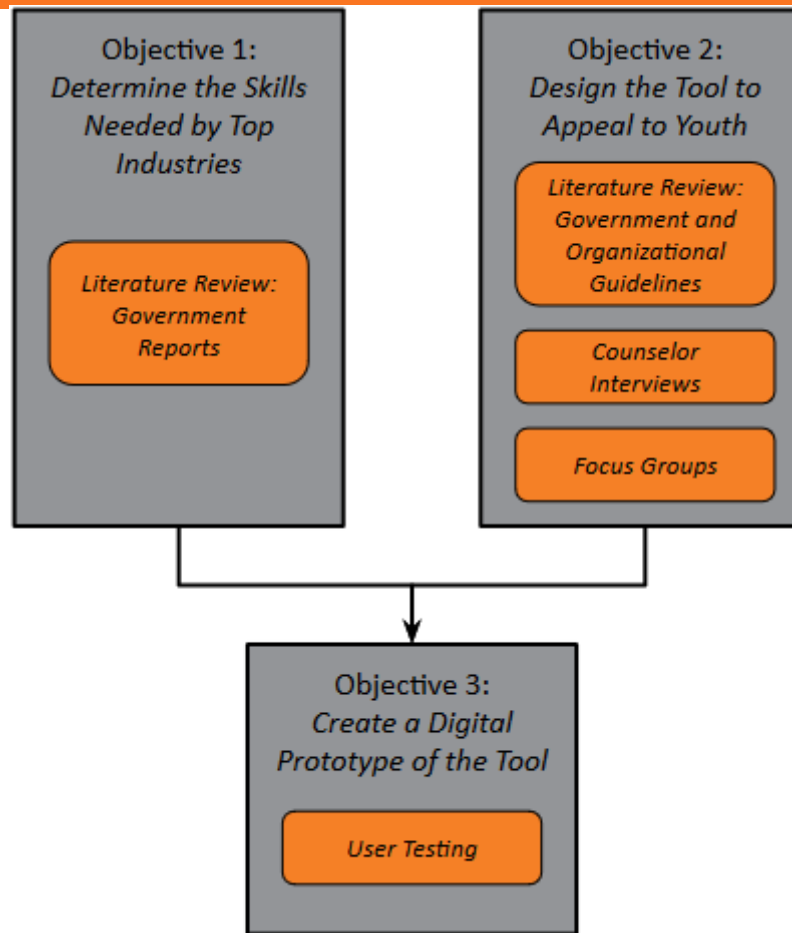 Objective 1:
Determine the Skills
Needed by Top
Industries
Literature Review:
Government
Reports
Objective 2:
Design the Tool to
Appeal to Youth
Literature Review:
Government and
Organizational
Guidelines
Counselor
Interviews
Focus Groups
Objective 3:
Create a Digital
Prototype of the Tool
User Testing